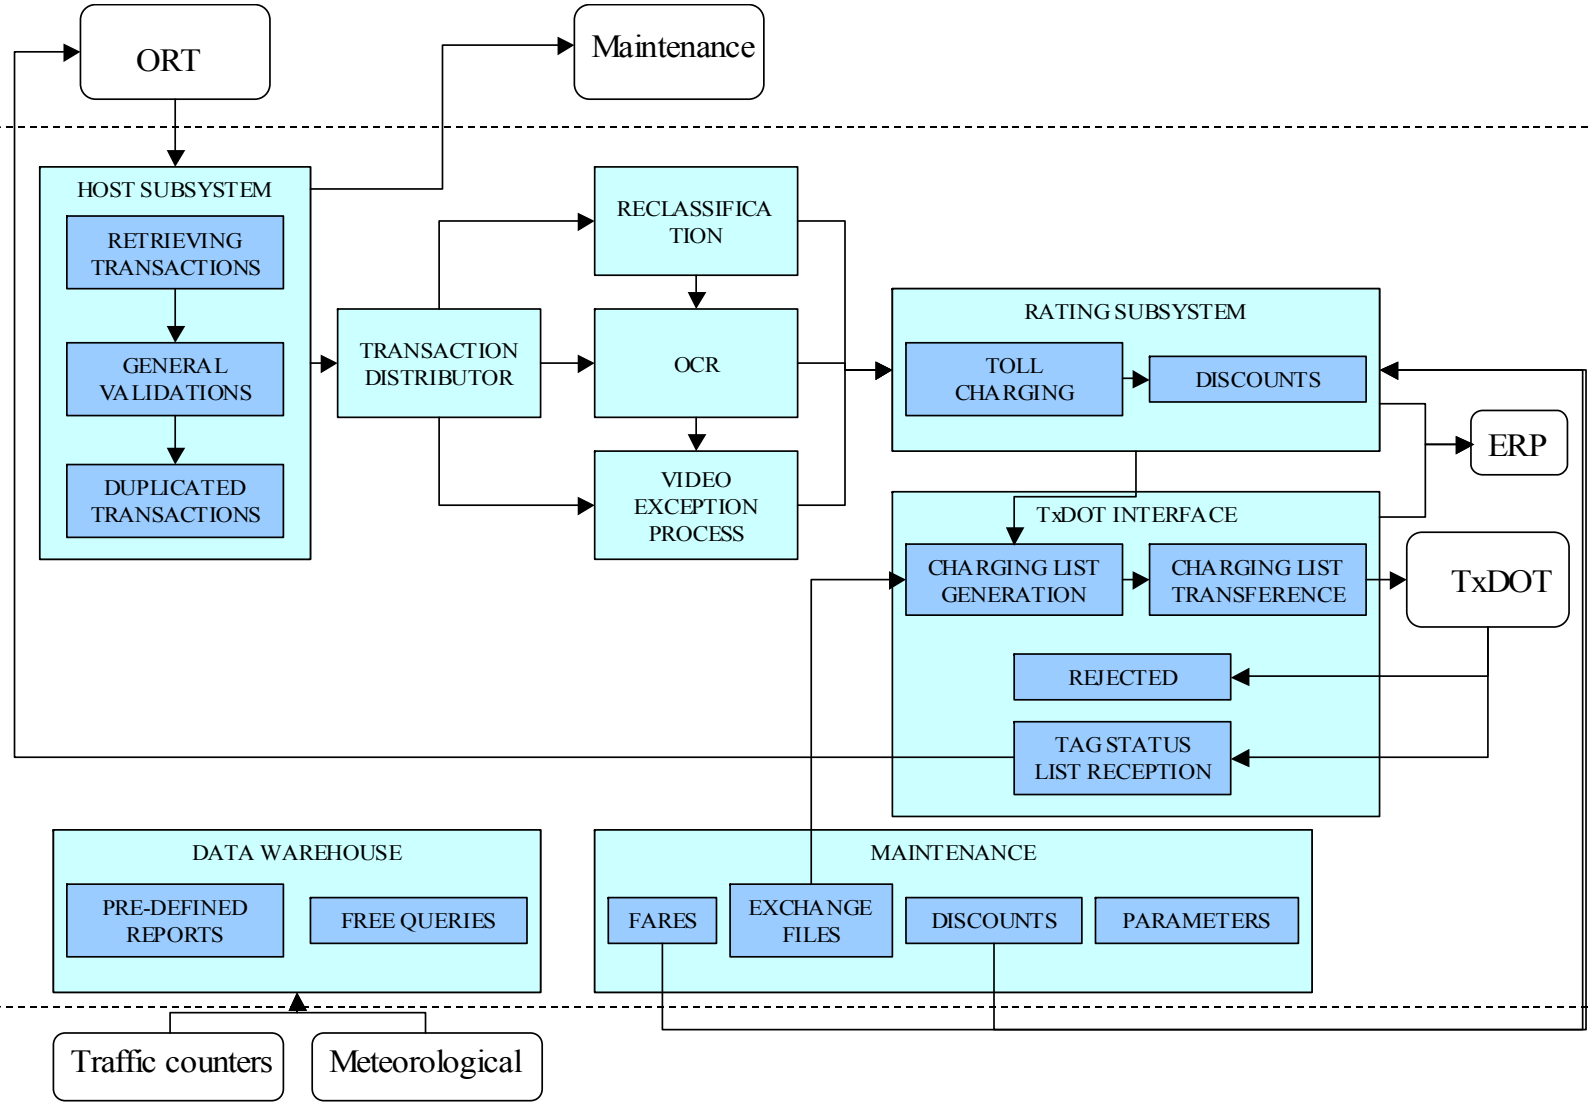 ORT
Maintenance
HOST SUBSYSTEM
RETRIEVING
TRANSACTIONS
GENERAL
VALIDATIONS
DUPLICATED
TRANSACTIONS
TRANSACTION
DISTRIBUTOR
RECLASSIFICA
TION
OCR
VIDEO
EXCEPTION
PROCESS
RATING SUBSYSTEM
TOLL
CHARGING
DISCOUNTS
ERP
TxDOT INTERFACE
CHARGING LIST
GENERATION
CHARGING LIST
TRANSFERENCE
TxDOT
REJECTED
TAG STATUS
LIST RECEPTION
DATA WAREHOUSE
PRE-DEFINED
REPORTS
FREE QUERIES
MAINTENANCE
FARES
EXCHANGE
FILES
DISCOUNTS
PARAMETERS
Traffic counters
Meteorological